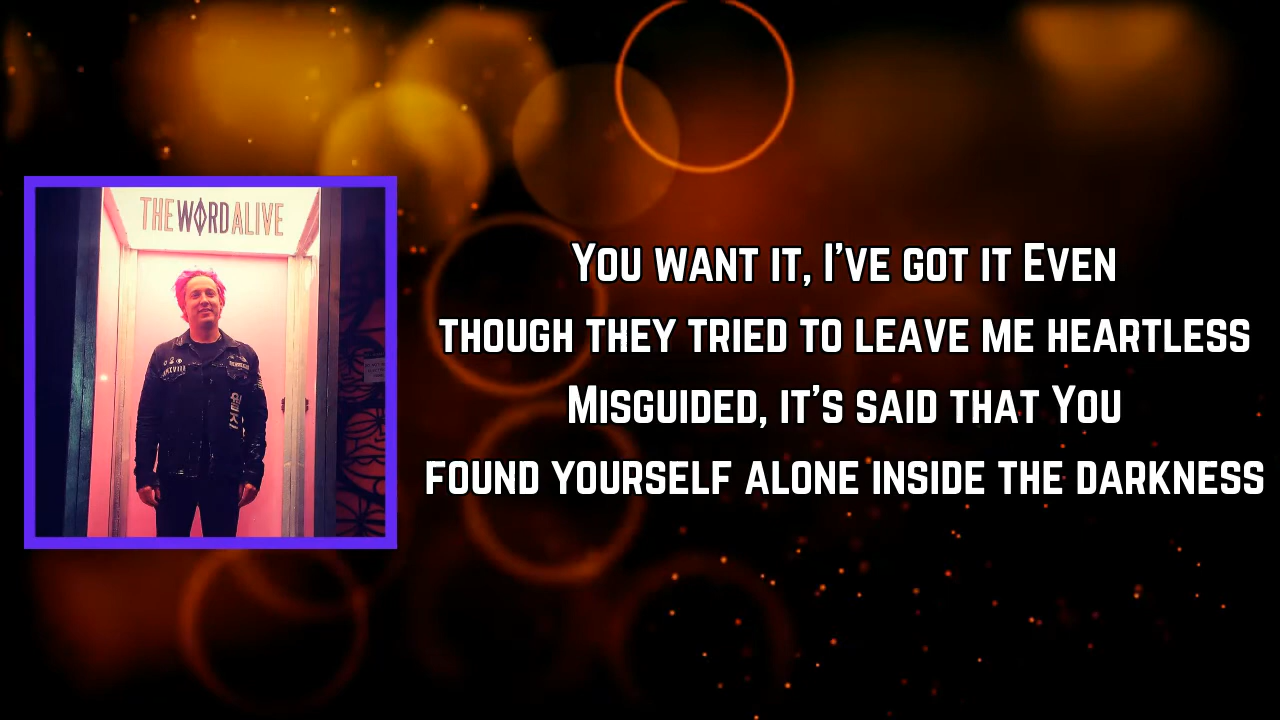 THE WORD ALIVE
You want it, I've got it Even
though they tried to leave me heartless
Misguided, it's said that You
found yourself alone inside the darkness